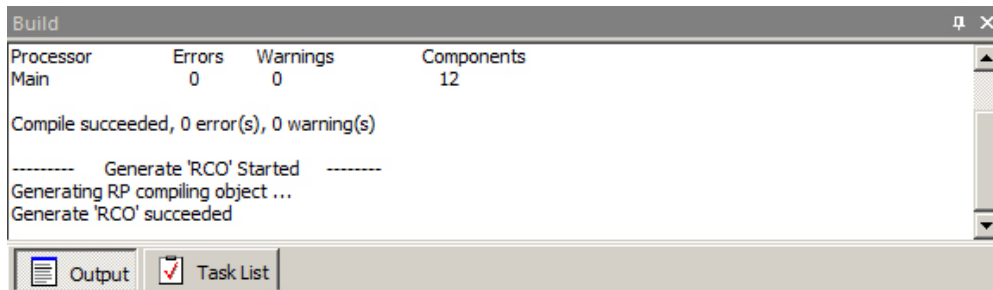 Build
Processor Errors Warnings Components
Main 0 0 12
Compile succeeded, 0 error(s), 0 warning(s)
--------- Generate 'RCO' Started --------
Generating RP compiling object ...
Generate 'RCO' succeeded
Output Task List